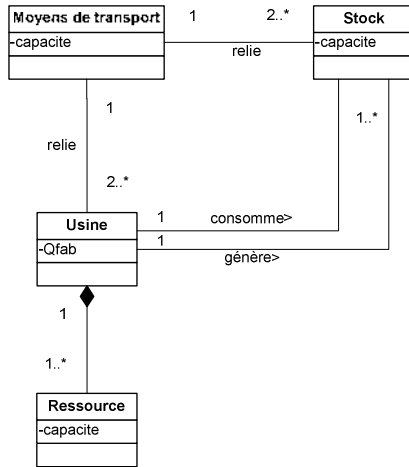 Moyens de transport
-capacite
1
2..*
relie
Stock
-capacite
1
relie
2..*
1..*
Usine
-Qfab
1
consomme>
1
génère>
1
1..*
Ressource
-capacite